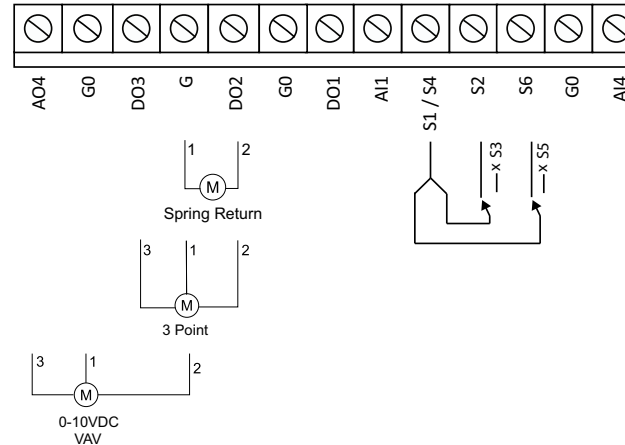 AO4
G0
DO3
G
DO2
G0
DO1
AI1
S1 / S4
S2
S6
G0
AI4
1
2
M
Spring Return
x S3
x S5
3
1
2
M
3 Point
3
1
2
M
0-10VDC
VAV